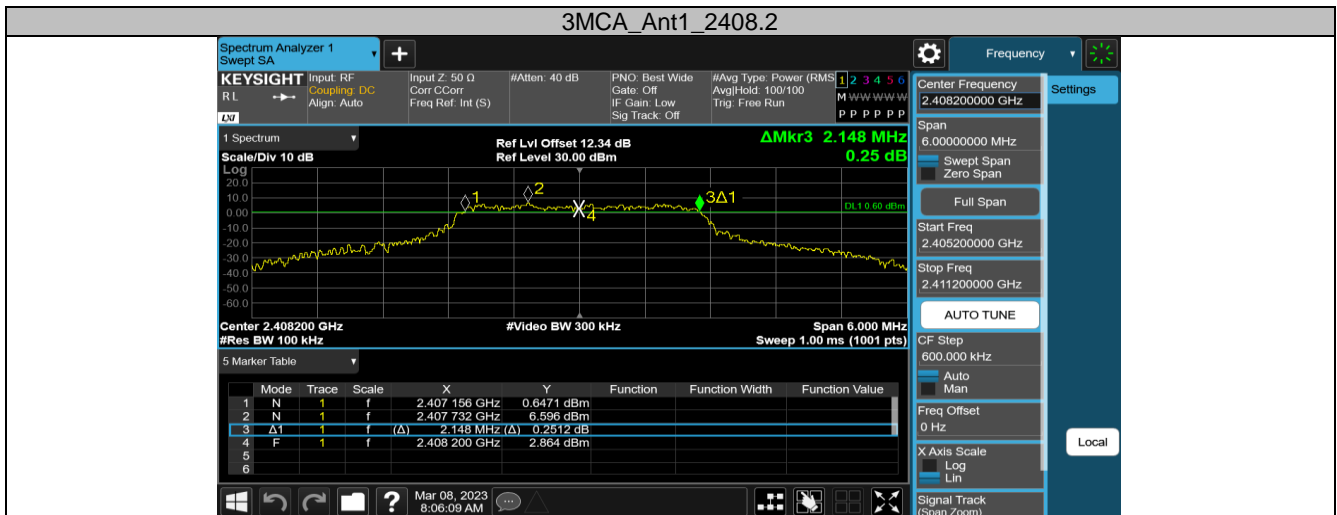 3MCA_Ant1_2408.2
Spectrum Analyzer 1
Swept SA
+
Frequency
KEYSIGHT
RL
LXI
Input: RF
Coupling: DC
Align: Auto
Input Z: 50 Ω
Corr CCorr
Freq Ref: Int (S)
#Atten: 40 dB
PNO: Best Wide
Gate: Off
IF Gain: Low
Sig Track: Off
#Avg Type: Power (RMS
Avg|Hold: 100/100
Trig: Free Run
1 2 3 4 5 6
M W W W W W
P P P P P P
1 Spectrum
Scale/Div 10 dB
Ref Lvl Offset 12.34 dB
Ref Level 30.00 dBm
ΔMkr3 2.148 MHz
0.25 dB
Log
20.0
10.0
0.00
-10.0
-20.0
-30.0
-40.0
-50.0
-60.0
1
2
3Δ1
4
DL1 0.60 dBm
Center 2.408200 GHz
#Video BW 300 kHz
Span 6.000 MHz
#Res BW 100 kHz
Sweep 1.00 ms (1001 pts)
5 Marker Table
Mode Trace Scale X Y Function Function Width Function Value
1 N 1 f 2.407 156 GHz 0.6471 dBm
2 N 1 f 2.407 732 GHz 6.596 dBm
3 Δ1 1 f (Δ) 2.148 MHz (Δ) 0.2512 dB
4 F 1 f 2.408 200 GHz 2.864 dBm
5
6
Mar 08, 2023
8:06:09 AM
?
Center Frequency
2.408200000 GHz
Settings
Span
6.00000000 MHz
Swept Span
Zero Span
Full Span
Start Freq
2.405200000 GHz
Stop Freq
2.411200000 GHz
AUTO TUNE
CF Step
600.000 kHz
Auto
Man
Freq Offset
0 Hz
X Axis Scale
Log
Lin
Local
Signal Track
(Span Zoom)